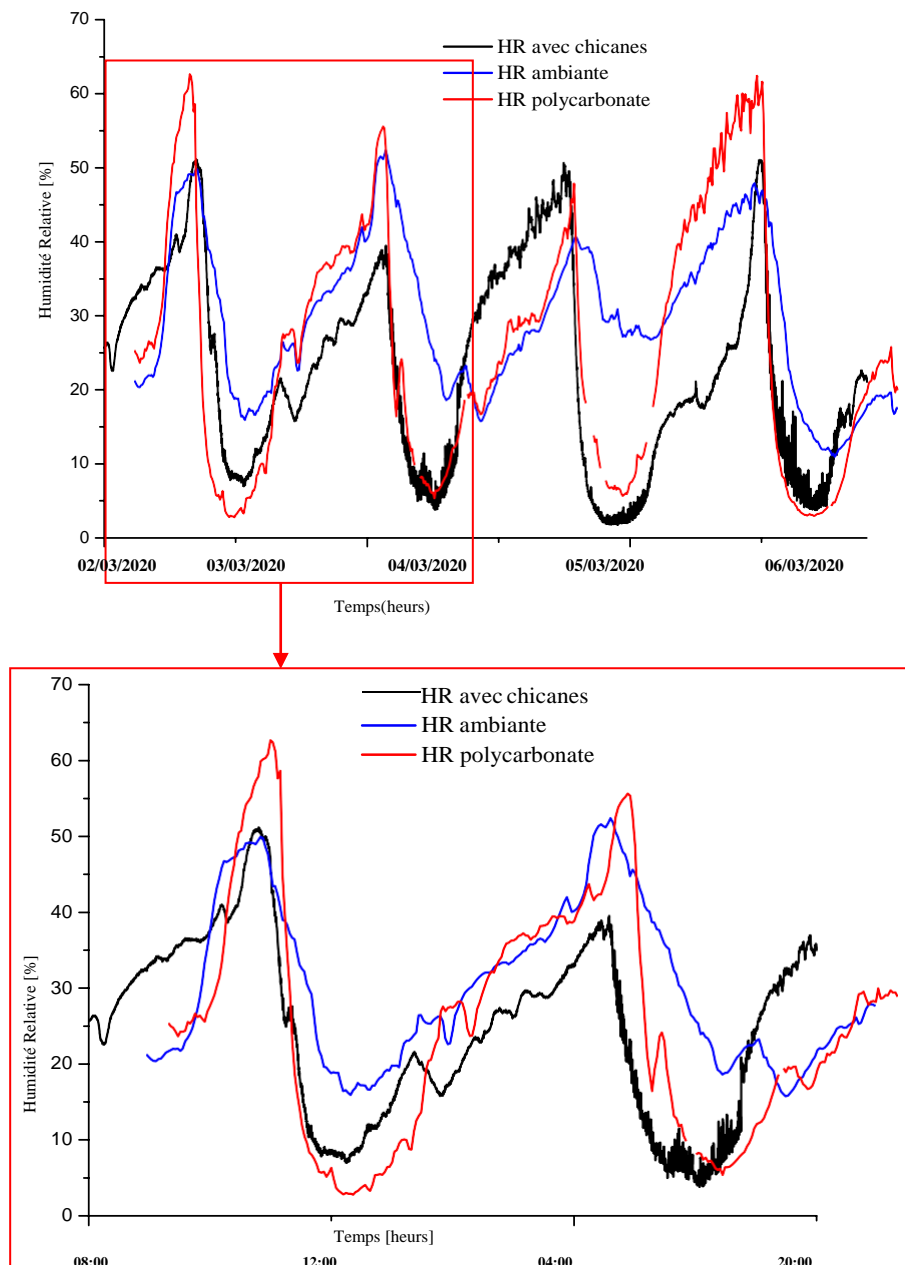 70
60
50
40
30
20
10
0
Humidité Relative [%]
HR avec chicanes
HR ambiante
HR polycarbonate
02/03/2020 03/03/2020 04/03/2020 05/03/2020 06/03/2020
Temps(heurs)
70
60
50
40
30
20
10
0
Humidité Relative [%]
HR avec chicanes
HR ambiante
HR polycarbonate
Temps [heurs]
08:00 12:00 04:00 20:00